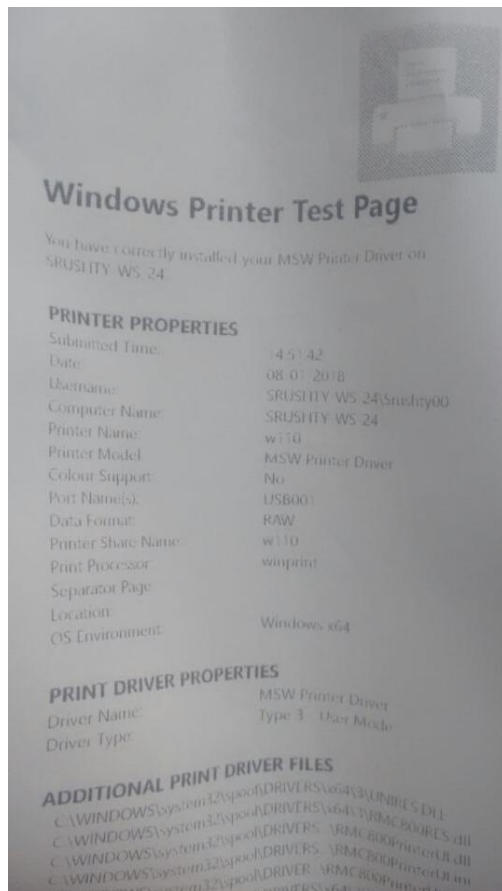 Windows Printer Test Page
You have correctly installed your MSW Printer Driver on
SRUSHTY-WS-24.
PRINTER PROPERTIES
Submitted Time: 14:51:42
Date: 08-01-2018
Username: SRUSHTY-WS-24\Srushty00
Computer Name: SRUSHTY-WS-24
Printer Name: w110
Printer Model: MSW Printer Driver
Colour Support: No
Port Name(s): USB001
Data Format: RAW
Printer Share Name: w110
Print Processor: winprint
Separator Page:
Location:
OS Environment: Windows x64
PRINT DRIVER PROPERTIES
Driver Name: MSW Printer Driver
Driver Type: Type 3 - User Mode
ADDITIONAL PRINT DRIVER FILES
C:\WINDOWS\system32\spool\DRIVERS\x64\3\UNIRES.DLL
C:\WINDOWS\system32\spool\DRIVERS\x64\3\RMC800RES.dll
C:\WINDOWS\system32\spool\DRIVERS\...\RMC800PrinterUI.dll
C:\WINDOWS\system32\spool\DRIVER...\RMC800PrinterUI.ini